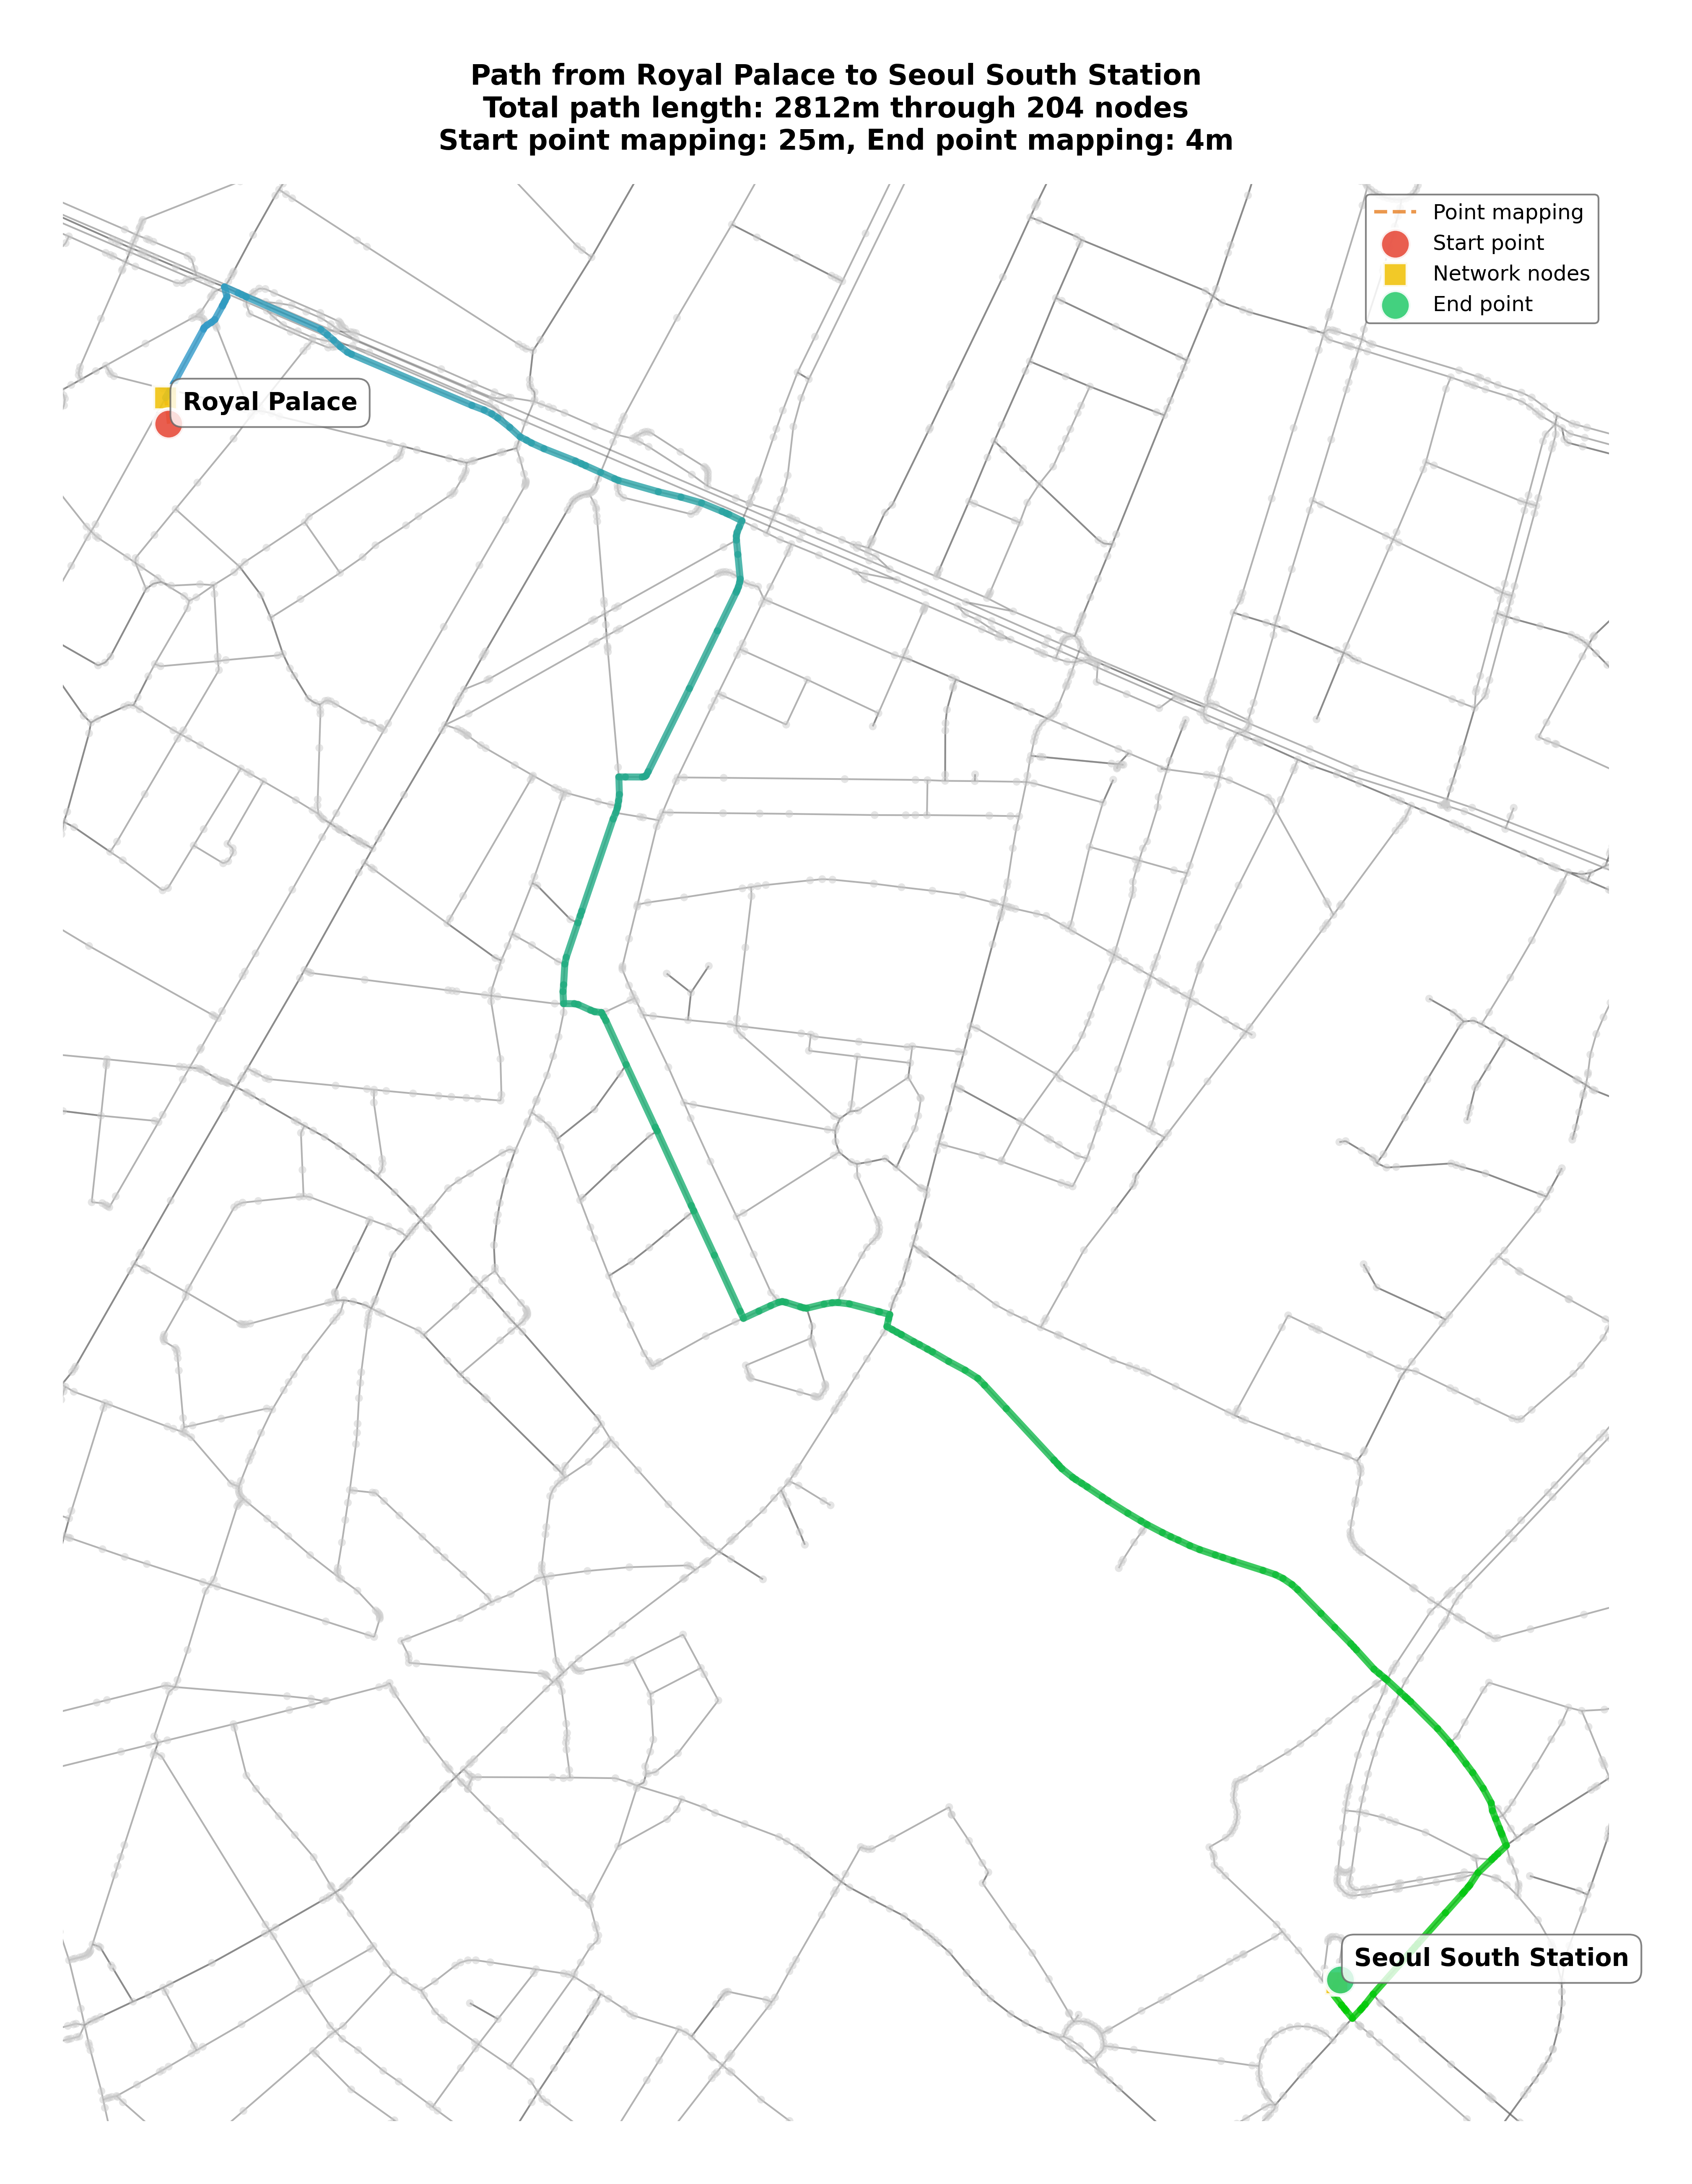 Path from Royal Palace to Seoul South Station
Total path length: 2812m through 204 nodes
Start point mapping: 25m, End point mapping: 4m
Point mapping
Start point
Network nodes
End point
Royal Palace
Seoul South Station